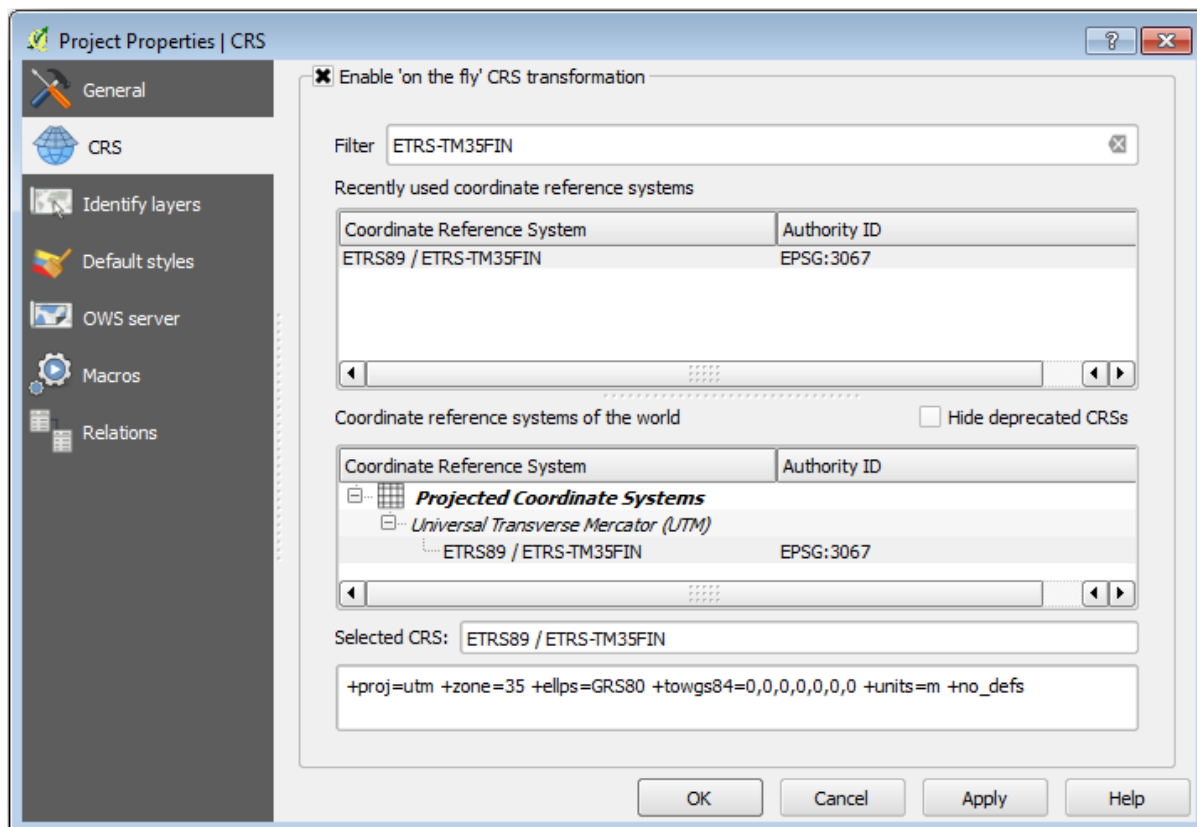 Project Properties | CRS
General
CRS
Identify layers
Default styles
OWS server
Macros
Relations
Enable 'on the fly' CRS transformation
Filter ETRS-TM35FIN
Recently used coordinate reference systems
Coordinate Reference System Authority ID
ETRS89 / ETRS-TM35FIN EPSG:3067
Coordinate reference systems of the world Hide deprecated CRSs
Coordinate Reference System Authority ID
Projected Coordinate Systems
Universal Transverse Mercator (UTM)
ETRS89 / ETRS-TM35FIN EPSG:3067
Selected CRS: ETRS89 / ETRS-TM35FIN
+proj=utm +zone=35 +ellps=GRS80 +towgs84=0,0,0,0,0,0,0 +units=m +no_defs
OK Cancel Apply Help